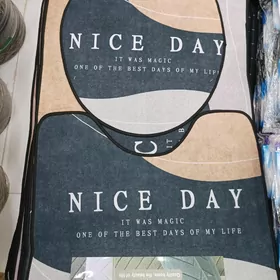 NICE DAY
IT WAS MAGIC
ONE OF THE BEST DAYS OF MY LIFE
NICE DAY
IT WAS MAGIC
ONE OF THE BEST DAYS OF MY LIFE